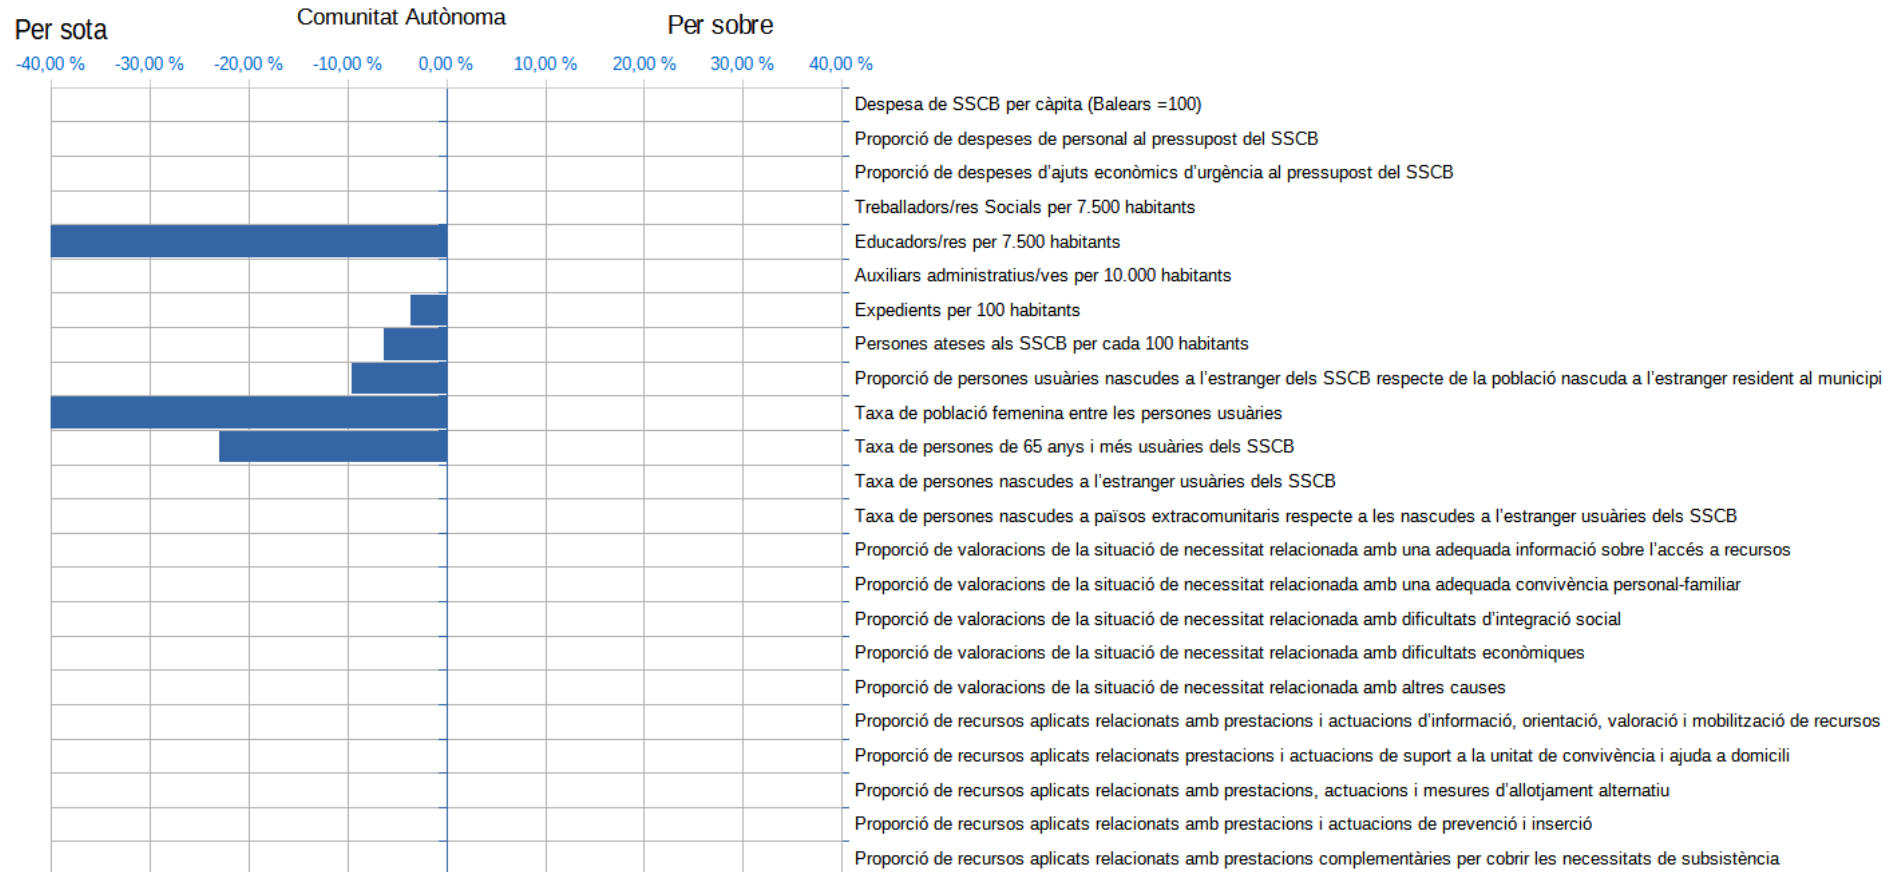 Comunitat Autònoma
Per sota
Per sobre
-40,00 % -30,00 % -20,00 % -10,00 % 0,00 % 10,00 % 20,00 % 30,00 % 40,00 %
Despesa de SSCB per càpita (Balears =100)
Proporció de despeses de personal al pressupost del SSCB
Proporció de despeses d’ajuts econòmics d’urgència al pressupost del SSCB
Treballadors/res Socials per 7.500 habitants
Educadors/res per 7.500 habitants
Auxiliars administratius/ves per 10.000 habitants
Expedients per 100 habitants
Persones ateses als SSCB per cada 100 habitants
Proporció de persones usuàries nascudes a l’estranger dels SSCB respecte de la població nascuda a l’estranger resident al municipi
Taxa de població femenina entre les persones usuàries
Taxa de persones de 65 anys i més usuàries dels SSCB
Taxa de persones nascudes a l’estranger usuàries dels SSCB
Taxa de persones nascudes a països extracomunitaris respecte a les nascudes a l’estranger usuàries dels SSCB
Proporció de valoracions de la situació de necessitat relacionada amb una adequada informació sobre l’accés a recursos
Proporció de valoracions de la situació de necessitat relacionada amb una adequada convivència personal-familiar
Proporció de valoracions de la situació de necessitat relacionada amb dificultats d’integració social
Proporció de valoracions de la situació de necessitat relacionada amb dificultats econòmiques
Proporció de valoracions de la situació de necessitat relacionada amb altres causes
Proporció de recursos aplicats relacionats amb prestacions i actuacions d’informació, orientació, valoració i mobilització de recursos
Proporció de recursos aplicats relacionats prestacions i actuacions de suport a la unitat de convivència i ajuda a domicili
Proporció de recursos aplicats relacionats amb prestacions, actuacions i mesures d’allotjament alternatiu
Proporció de recursos aplicats relacionats amb prestacions i actuacions de prevenció i inserció
Proporció de recursos aplicats relacionats amb prestacions complementàries per cobrir les necessitats de subsistència